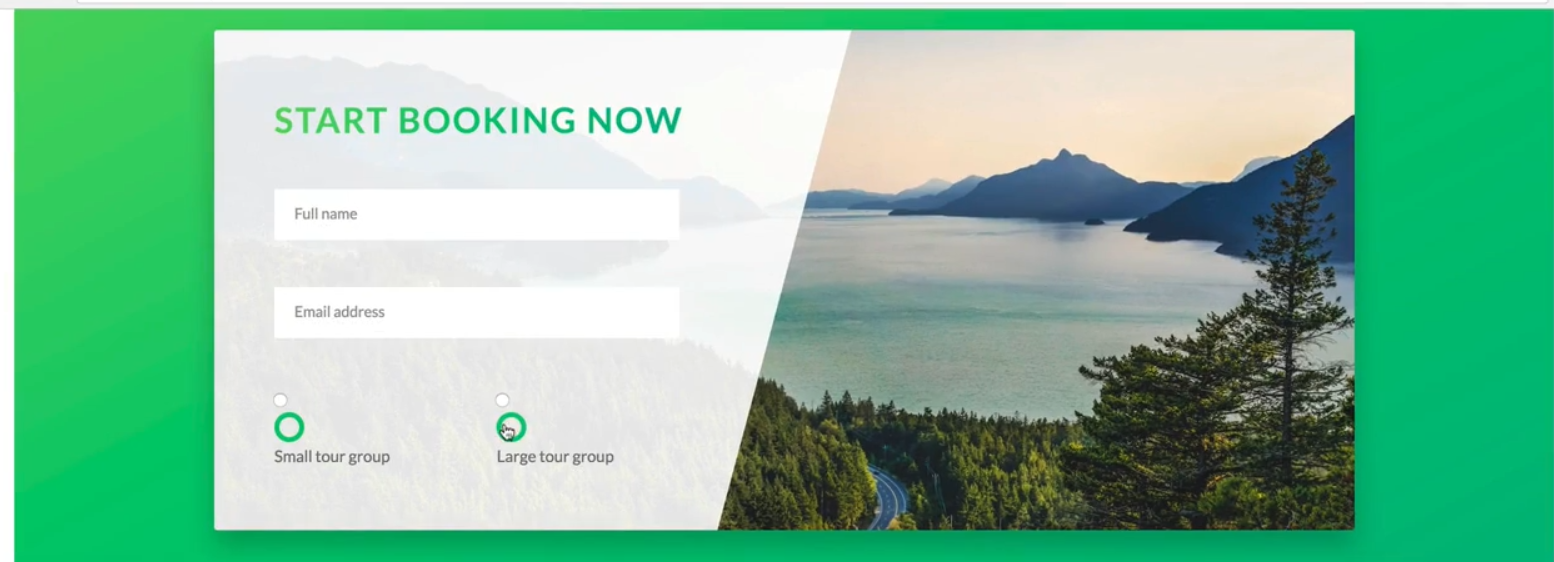 START BOOKING NOW
Full name
Email address
Small tour group
Large tour group